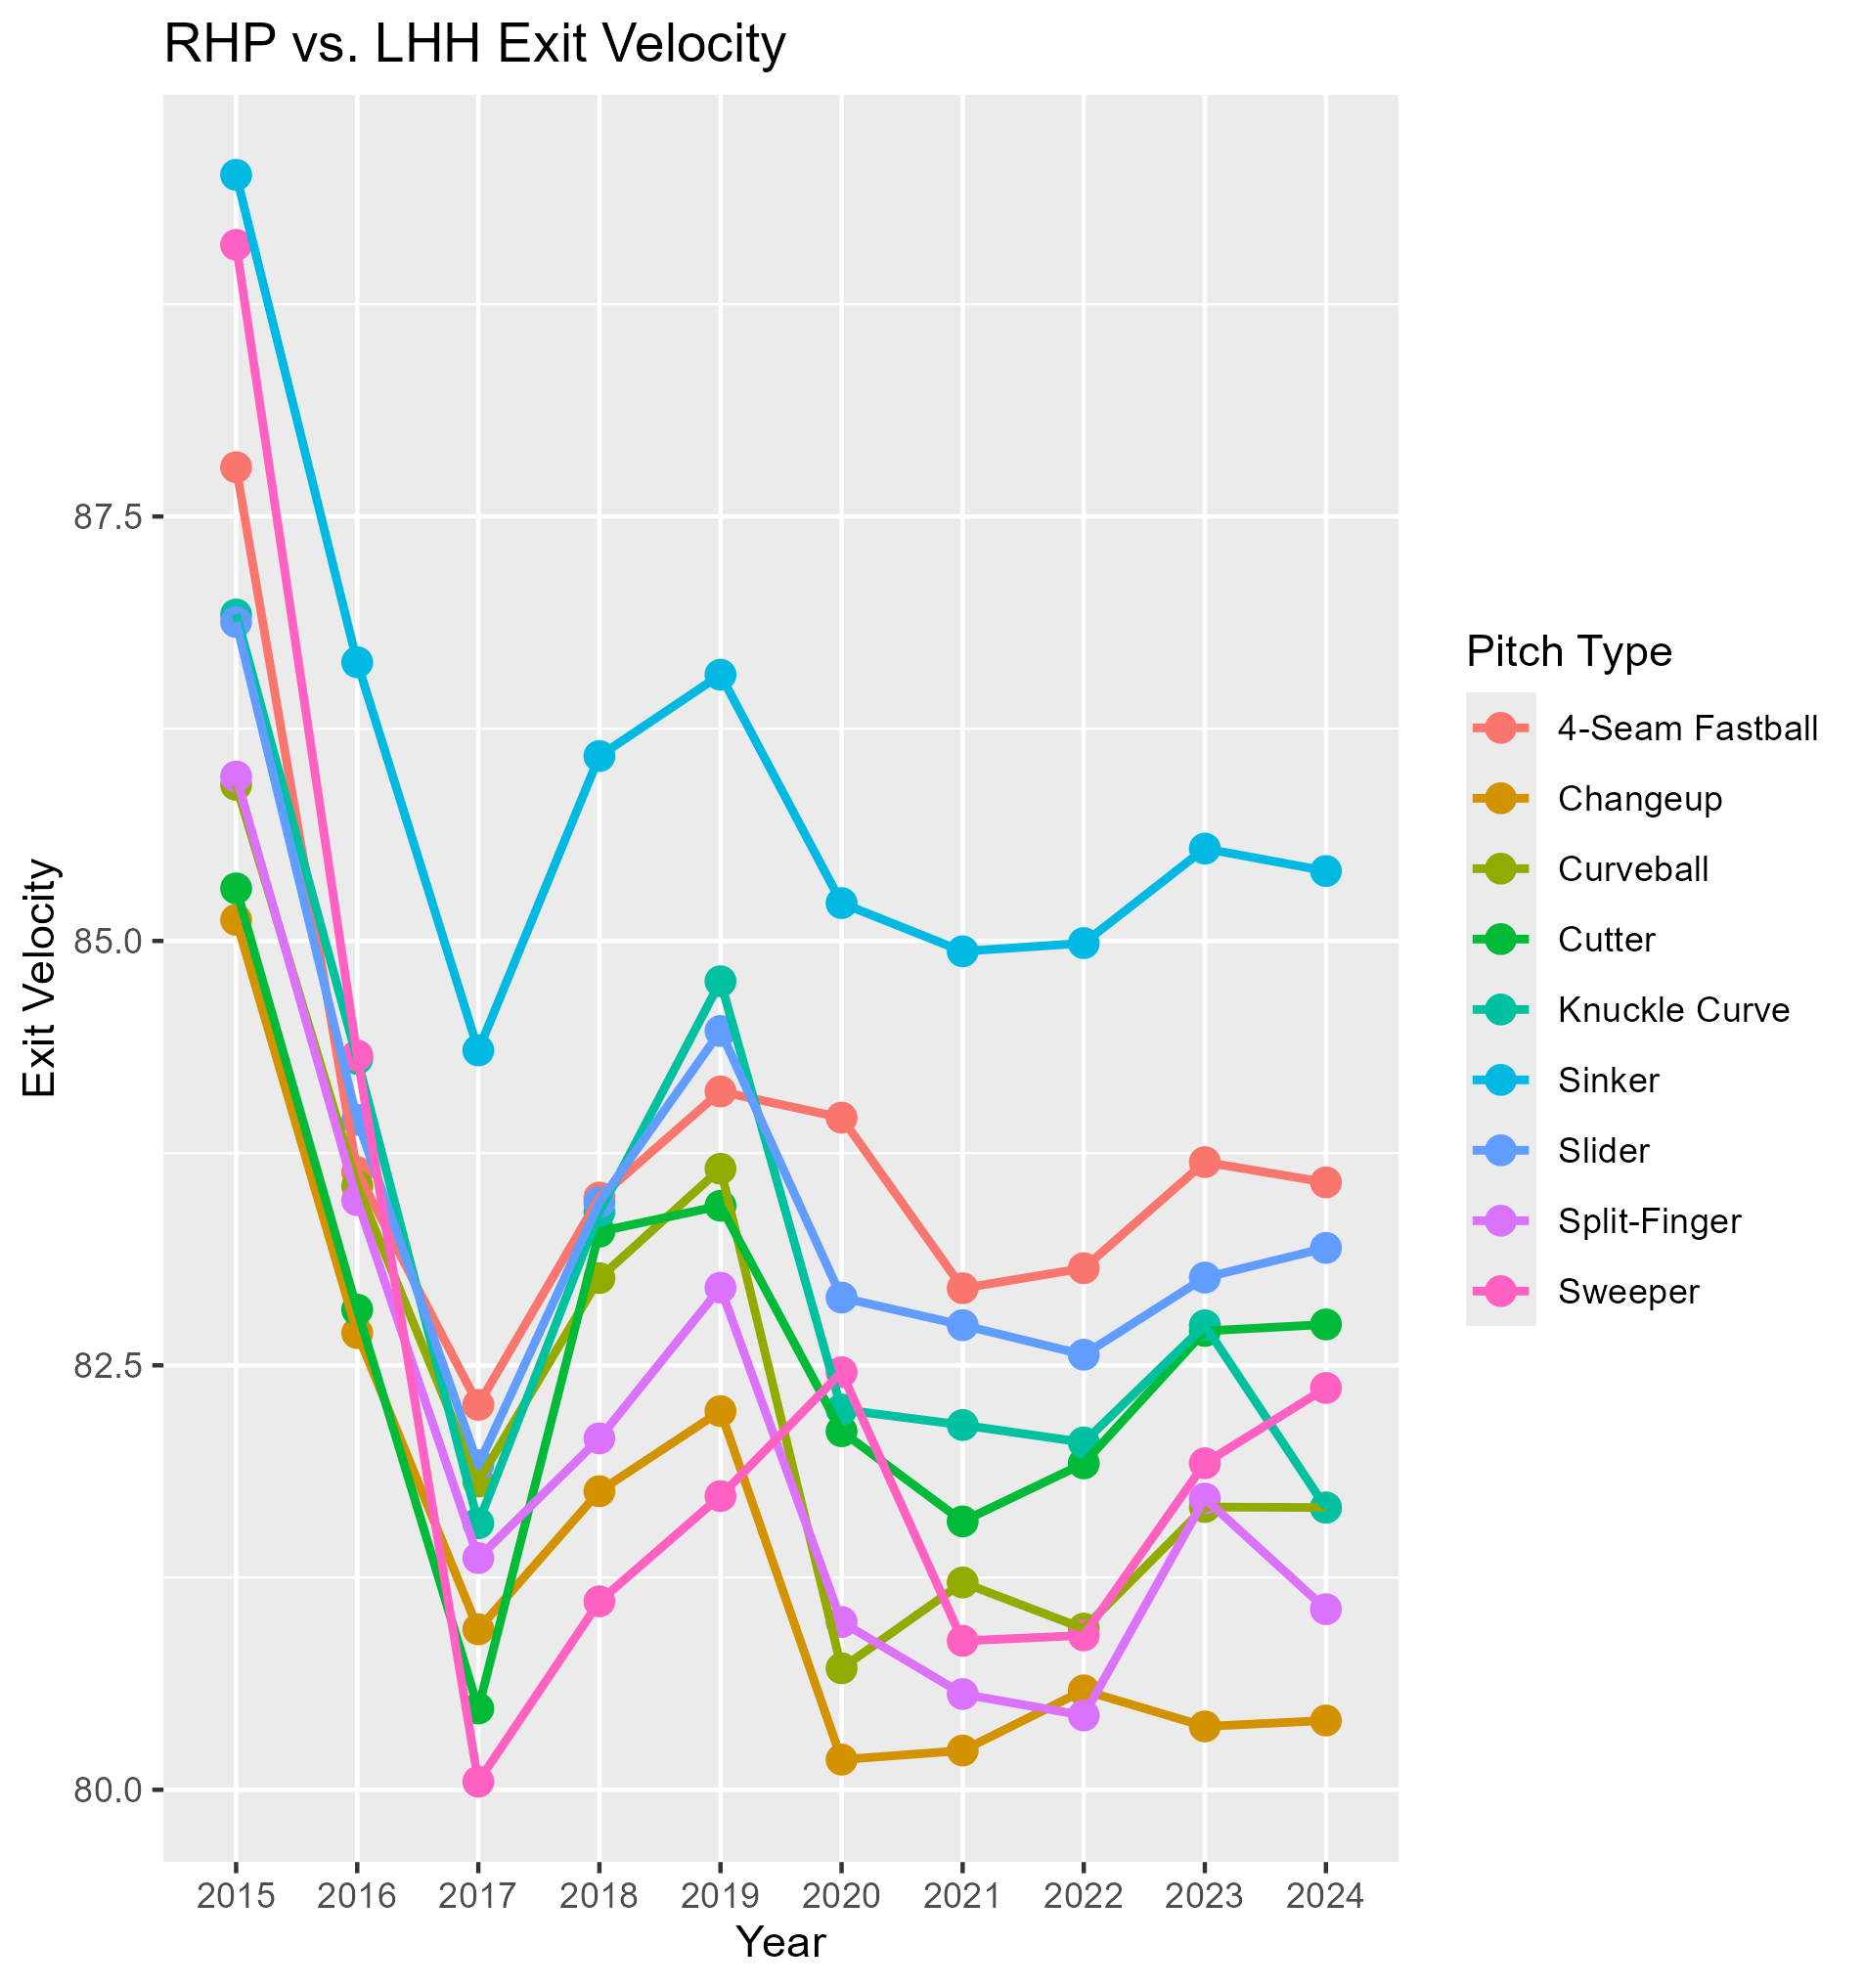 RHP vs. LHH Exit Velocity
Exit Velocity
87.5
85.0
82.5
80.0
2015 2016 2017 2018 2019 2020 2021 2022 2023 2024
Year
Pitch Type
4-Seam Fastball
Changeup
Curveball
Cutter
Knuckle Curve
Sinker
Slider
Split-Finger
Sweeper